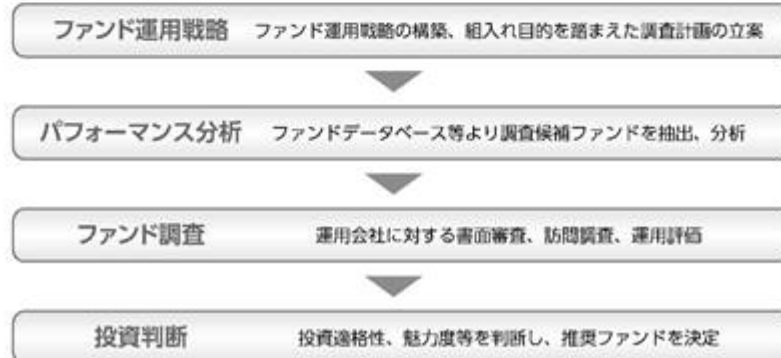 ファンド運用戦略 ファンド運用戦略の構築、組入れ目的を踏まえた調査計画の立案
パフォーマンス分析 ファンドデータベース等より調査候補ファンドを抽出、分析
ファンド調査 運用会社に対する書面審査、訪問調査、運用評価
投資判断 投資適格性、魅力度等を判断し、推奨ファンドを決定